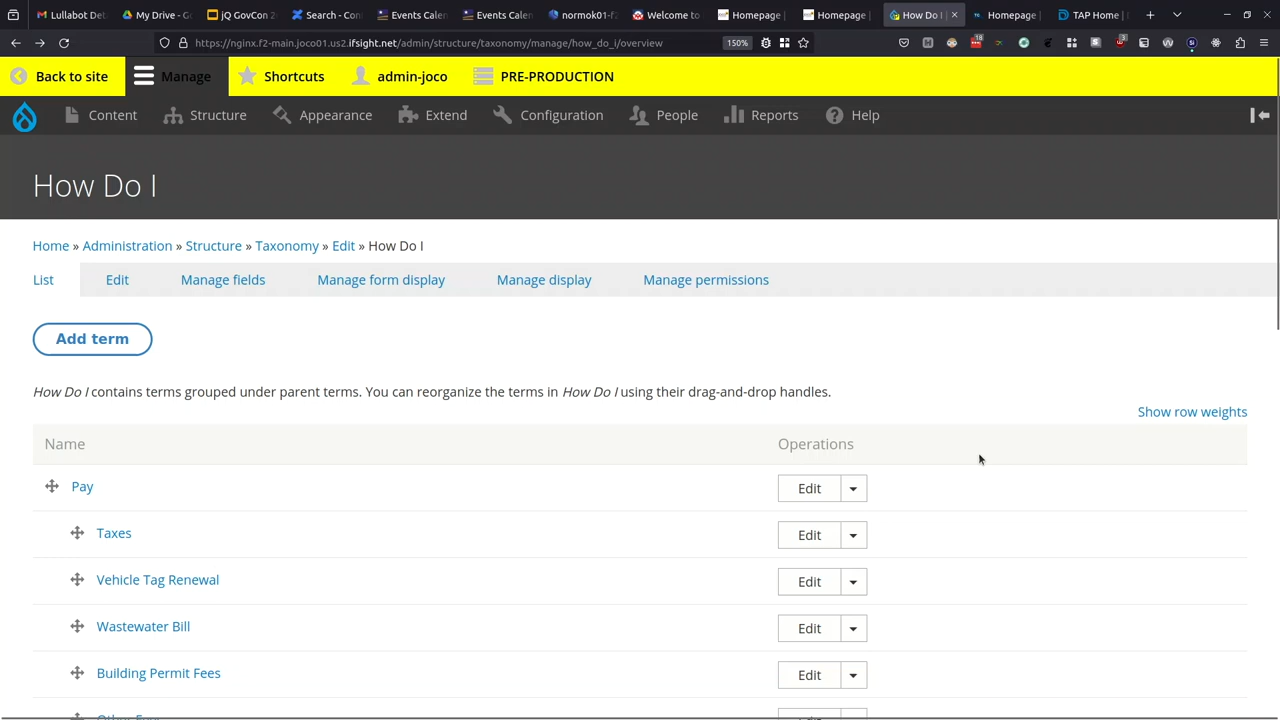 Lullabot Det
My Drive - G
jQ GovCon 2
Search - Con
Events Calen
Events Calen
normok01-f2
Welcome to
Homepage |
Homepage |
How Do I |
Homepage |
TAP Home |
https://nginx.f2-main.joco01.us2.ifsight.net/admin/structure/taxonomy/manage/how_do_i/overview
150%
Back to site
Manage
Shortcuts
admin-joco
PRE-PRODUCTION
Content
Structure
Appearance
Extend
Configuration
People
Reports
Help
How Do I
Home » Administration » Structure » Taxonomy » Edit » How Do I
List
Edit
Manage fields
Manage form display
Manage display
Manage permissions
Add term
How Do I contains terms grouped under parent terms. You can reorganize the terms in How Do I using their drag-and-drop handles.
Show row weights
Name
Operations
Pay
Edit
Taxes
Edit
Vehicle Tag Renewal
Edit
Wastewater Bill
Edit
Building Permit Fees
Edit